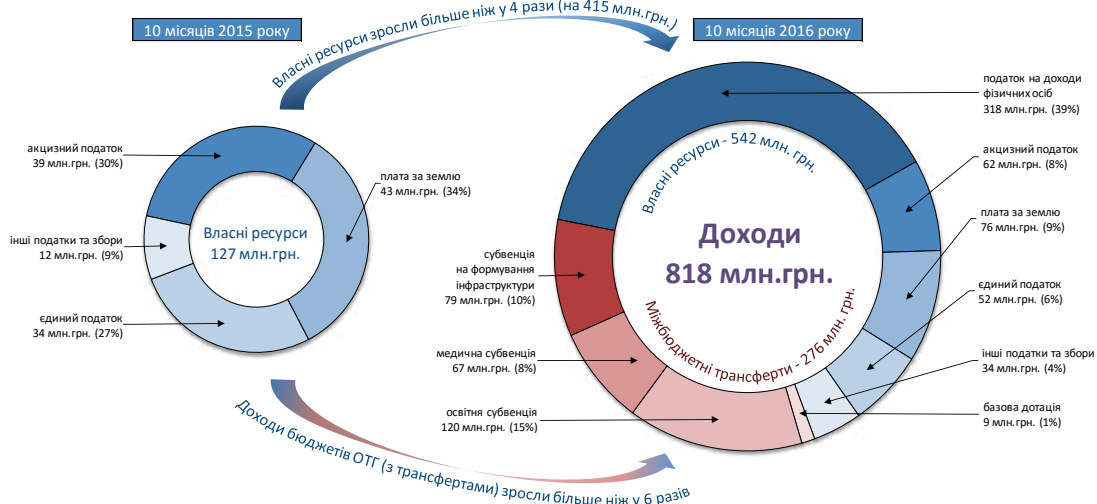 Власні ресурси зросли більше ніж у 4 рази (на 415 млн.грн.)
10 місяців 2015 року
10 місяців 2016 року
акцизний податок
39 млн.грн. (30%)
плата за землю
43 млн.грн. (34%)
інші податки та збори
12 млн.грн. (9%)
Власні ресурси
127 млн.грн.
єдиний податок
34 млн.грн. (27%)
податок на доходи
фізичних осіб
318 млн.грн. (39%)
акцизний податок
62 млн.грн. (8%)
плата за землю
76 млн.грн. (9%)
єдиний податок
52 млн.грн. (6%)
інші податки та збори
34 млн.грн. (4%)
базова дотація
9 млн.грн. (1%)
Власні ресурси - 542 млн. грн.
Доходи
818 млн.грн.
Міжбюджетні трансферти - 276 млн. грн.
субвенція
на формування
інфраструктури
79 млн.грн. (10%)
медична субвенція
67 млн.грн. (8%)
освітня субвенція
120 млн.грн. (15%)
Доходи бюджетів ОТГ (з трансфертами) зросли більше ніж у 6 разів